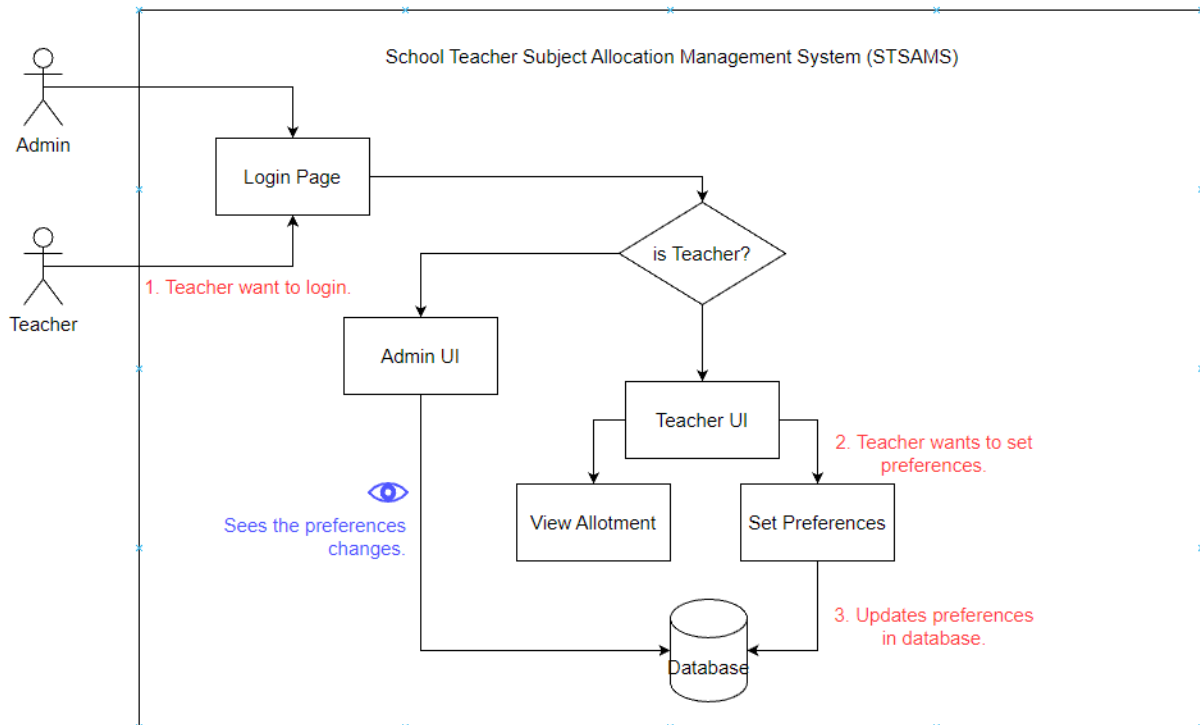 School Teacher Subject Allocation Management System (STSAMS)
Admin
Login Page
is Teacher?
1. Teacher want to login.
Teacher
Admin UI
Teacher UI
2. Teacher wants to set
preferences.
Sees the preferences
changes.
View Allotment
Set Preferences
3. Updates preferences
in database.
Database